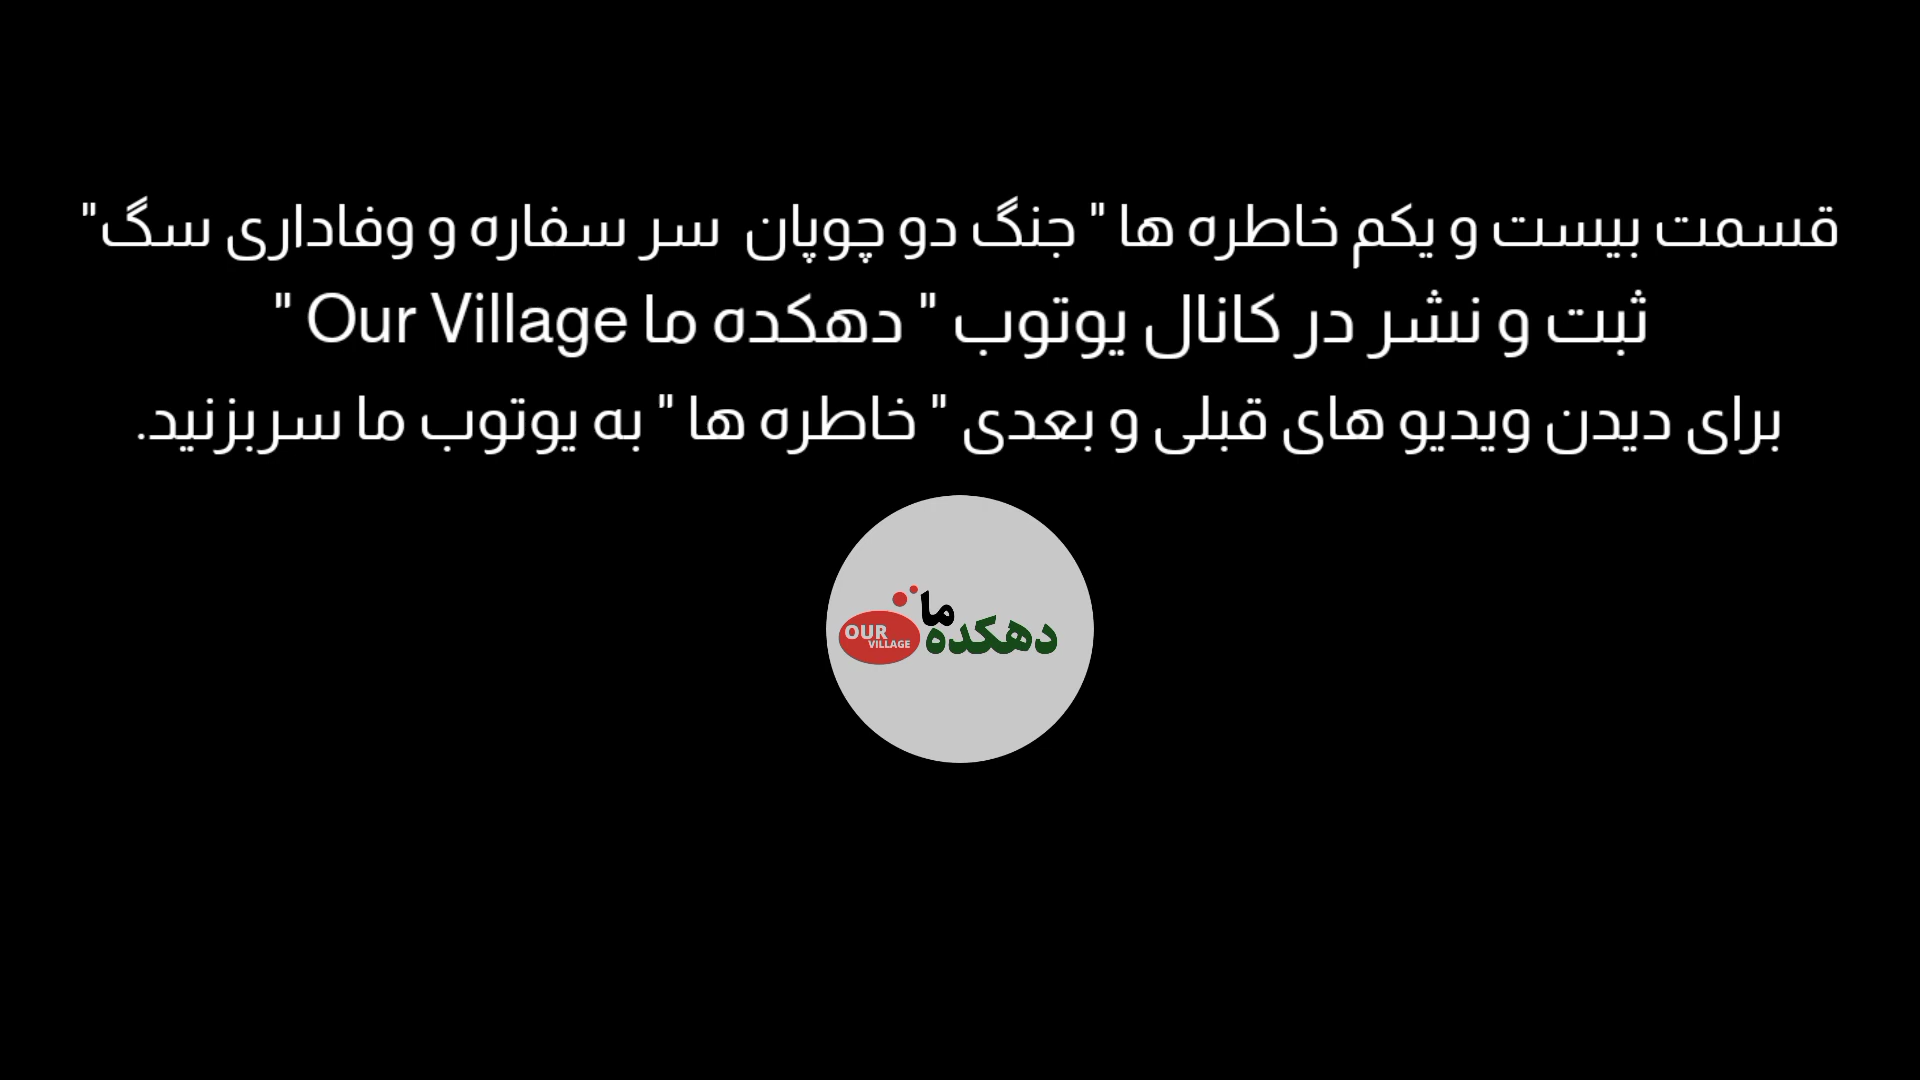 قسمت بیست و یکم خاطره ها " جنگ دو چوپان  سر سفاره و وفاداری سگ"
ثبت و نشر در کانال یوتوب " دهکده ما Our Village "
برای دیدن ویدیو های قبلی و بعدی " خاطره ها " به یوتوب ما سربزنید.
دهکده ما
OUR
VILLAGE